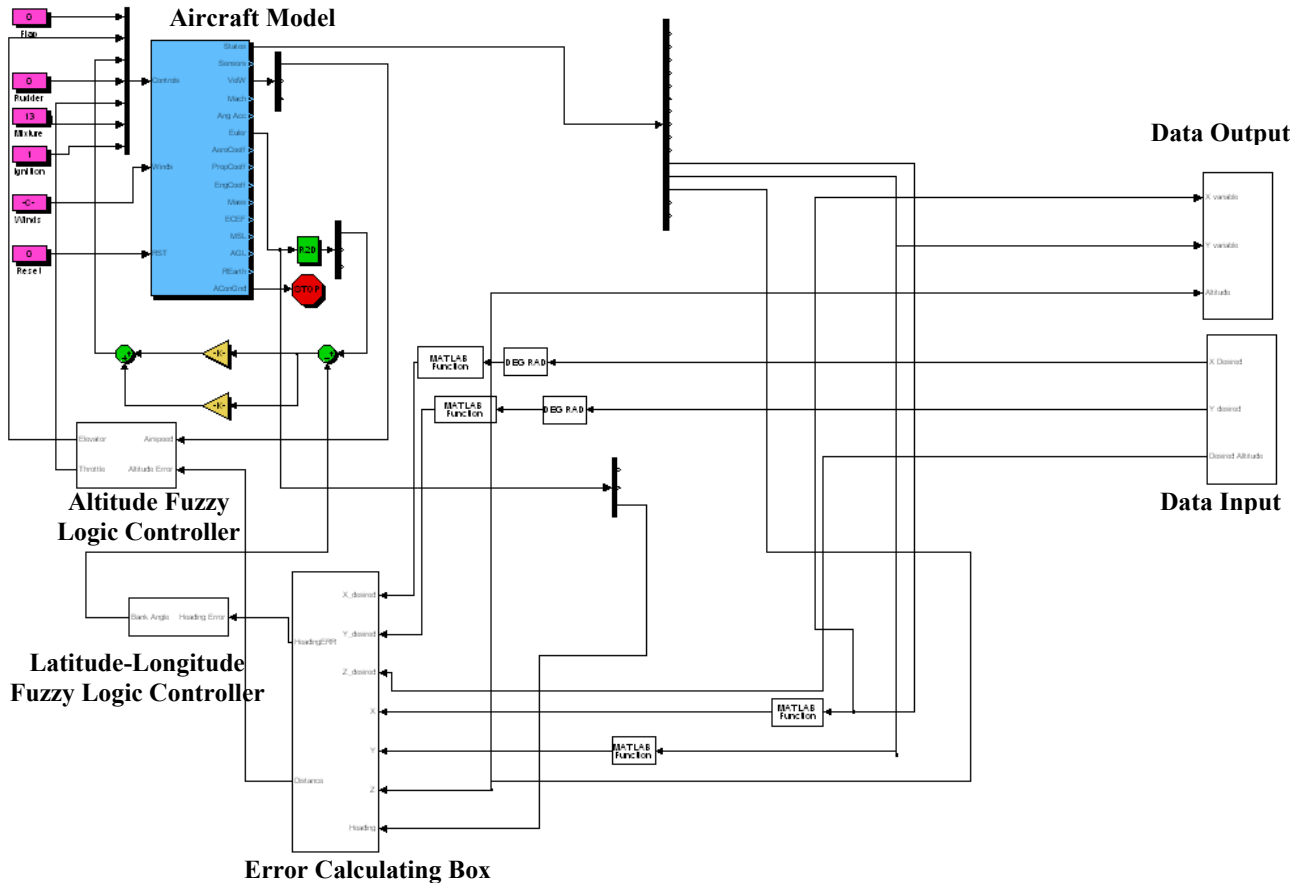 Aircraft Model
0
Flap
0
Rudder
13
Mixture
1
Ignition
-C-
Winds
0
Reset
Controls
Winds
RST
States
Sensors
VelW
Mach
Ang Acc
Euler
AeroCoeff
PropCoeff
EngCoeff
Mass
ECEF
MSL
AGL
REarth
AConGnd
R2D
STOP
-K-
-K-
Elevator
Airspeed
Throttle
Altitude Error
Altitude Fuzzy
Logic Controller
Bank Angle
Heading Error
Latitude-Longitude
Fuzzy Logic Controller
X_desired
Y_desired
HeadingERR
Z_desired
X
Y
Distance
Z
Heading
Error Calculating Box
MATLAB
Function
DEG RAD
MATLAB
Function
DEG RAD
MATLAB
Function
MATLAB
Function
Data Output
X variable
Y variable
Altitude
X Desired
Y desired
Desired Altitude
Data Input